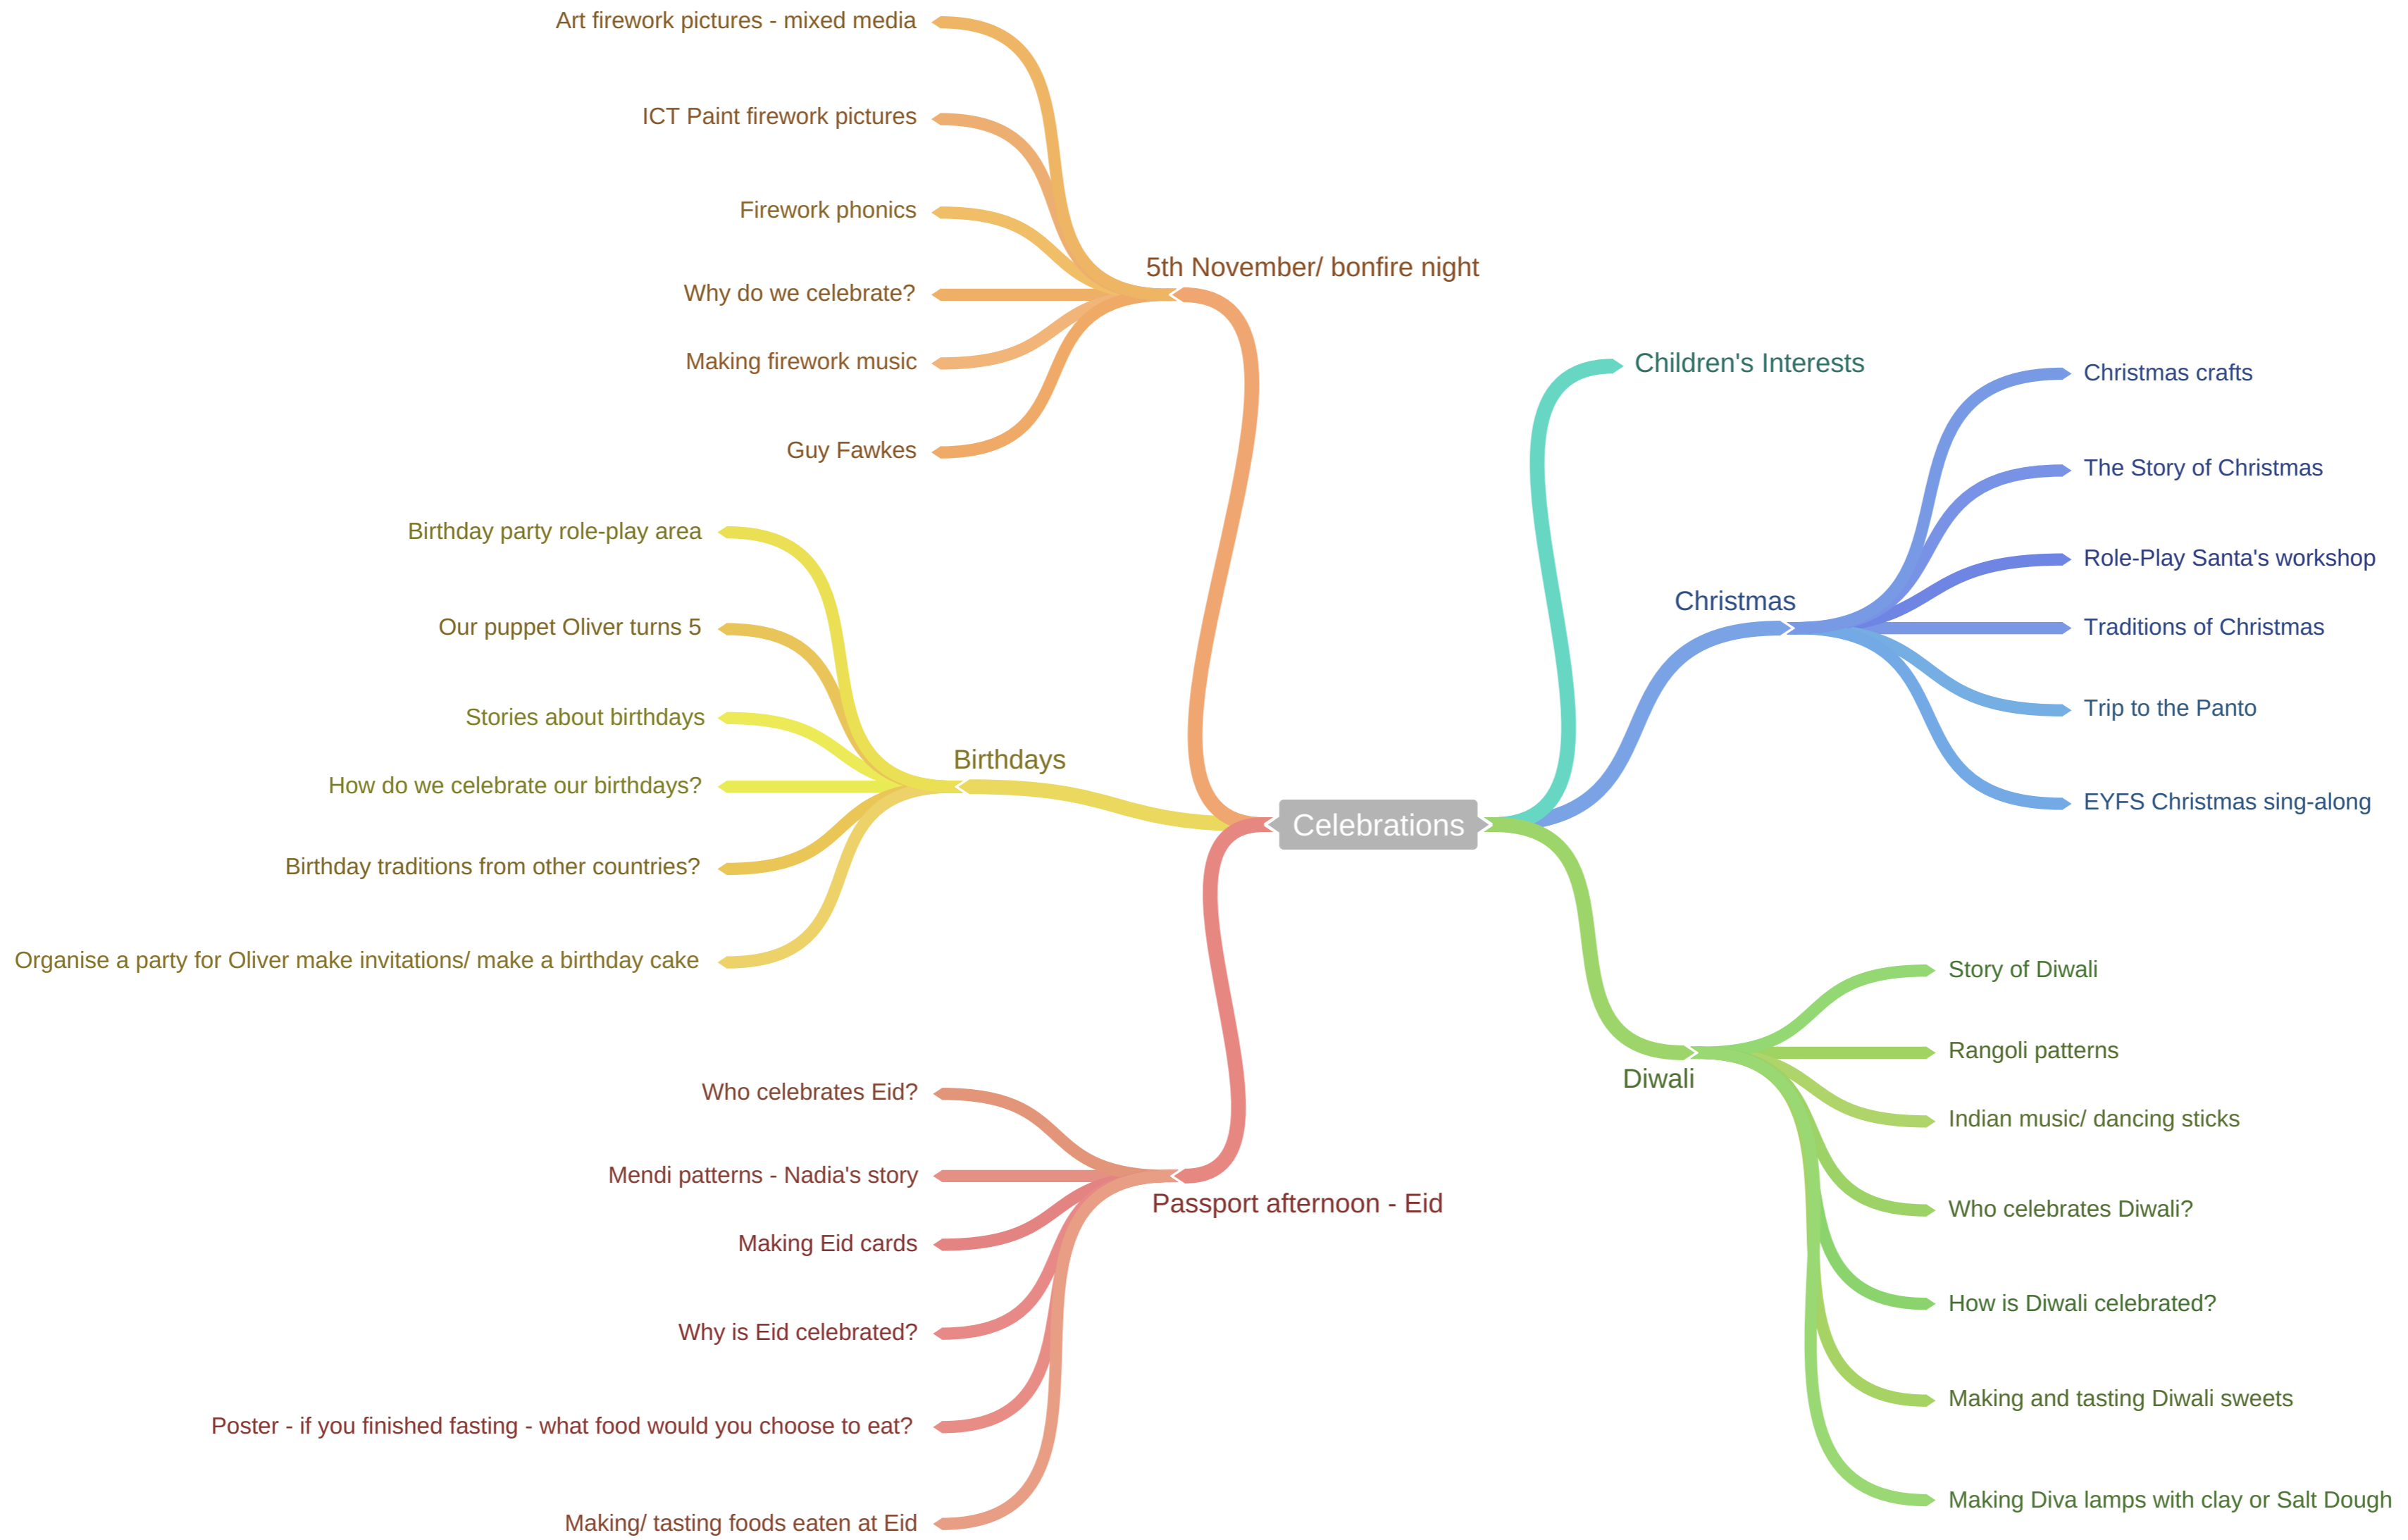 Celebrations
5th November/ bonfire night
Art firework pictures - mixed media
ICT Paint firework pictures
Firework phonics
Why do we celebrate?
Making firework music
Guy Fawkes
Birthdays
Birthday party role-play area
Our puppet Oliver turns 5
Stories about birthdays
How do we celebrate our birthdays?
Birthday traditions from other countries?
Organise a party for Oliver make invitations/ make a birthday cake
Passport afternoon - Eid
Who celebrates Eid?
Mendi patterns - Nadia's story
Making Eid cards
Why is Eid celebrated?
Poster - if you finished fasting - what food would you choose to eat?
Making/ tasting foods eaten at Eid
Children's Interests
Christmas
Christmas crafts
The Story of Christmas
Role-Play Santa's workshop
Traditions of Christmas
Trip to the Panto
EYFS Christmas sing-along
Diwali
Story of Diwali
Rangoli patterns
Indian music/ dancing sticks
Who celebrates Diwali?
How is Diwali celebrated?
Making and tasting Diwali sweets
Making Diva lamps with clay or Salt Dough